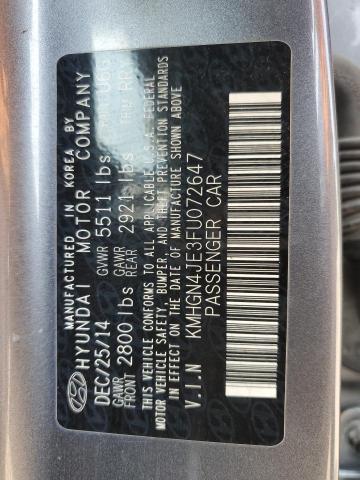 MANUFACTURED IN KOREA BY
HYUNDAI MOTOR COMPANY
DEC/25/14 GVWR 5511 lbs
GAWR FRONT 2800 lbs GAWR REAR 2921 lbs
THIS VEHICLE CONFORMS TO ALL APPLICABLE U.S.A. FEDERAL
MOTOR VEHICLE SAFETY, BUMPER, AND THEFT PREVENTION STANDARDS
IN EFFECT ON THE DATE OF MANUFACTURE SHOWN ABOVE
V.I.N KMHGN4JE3FU072647
PASSENGER CAR